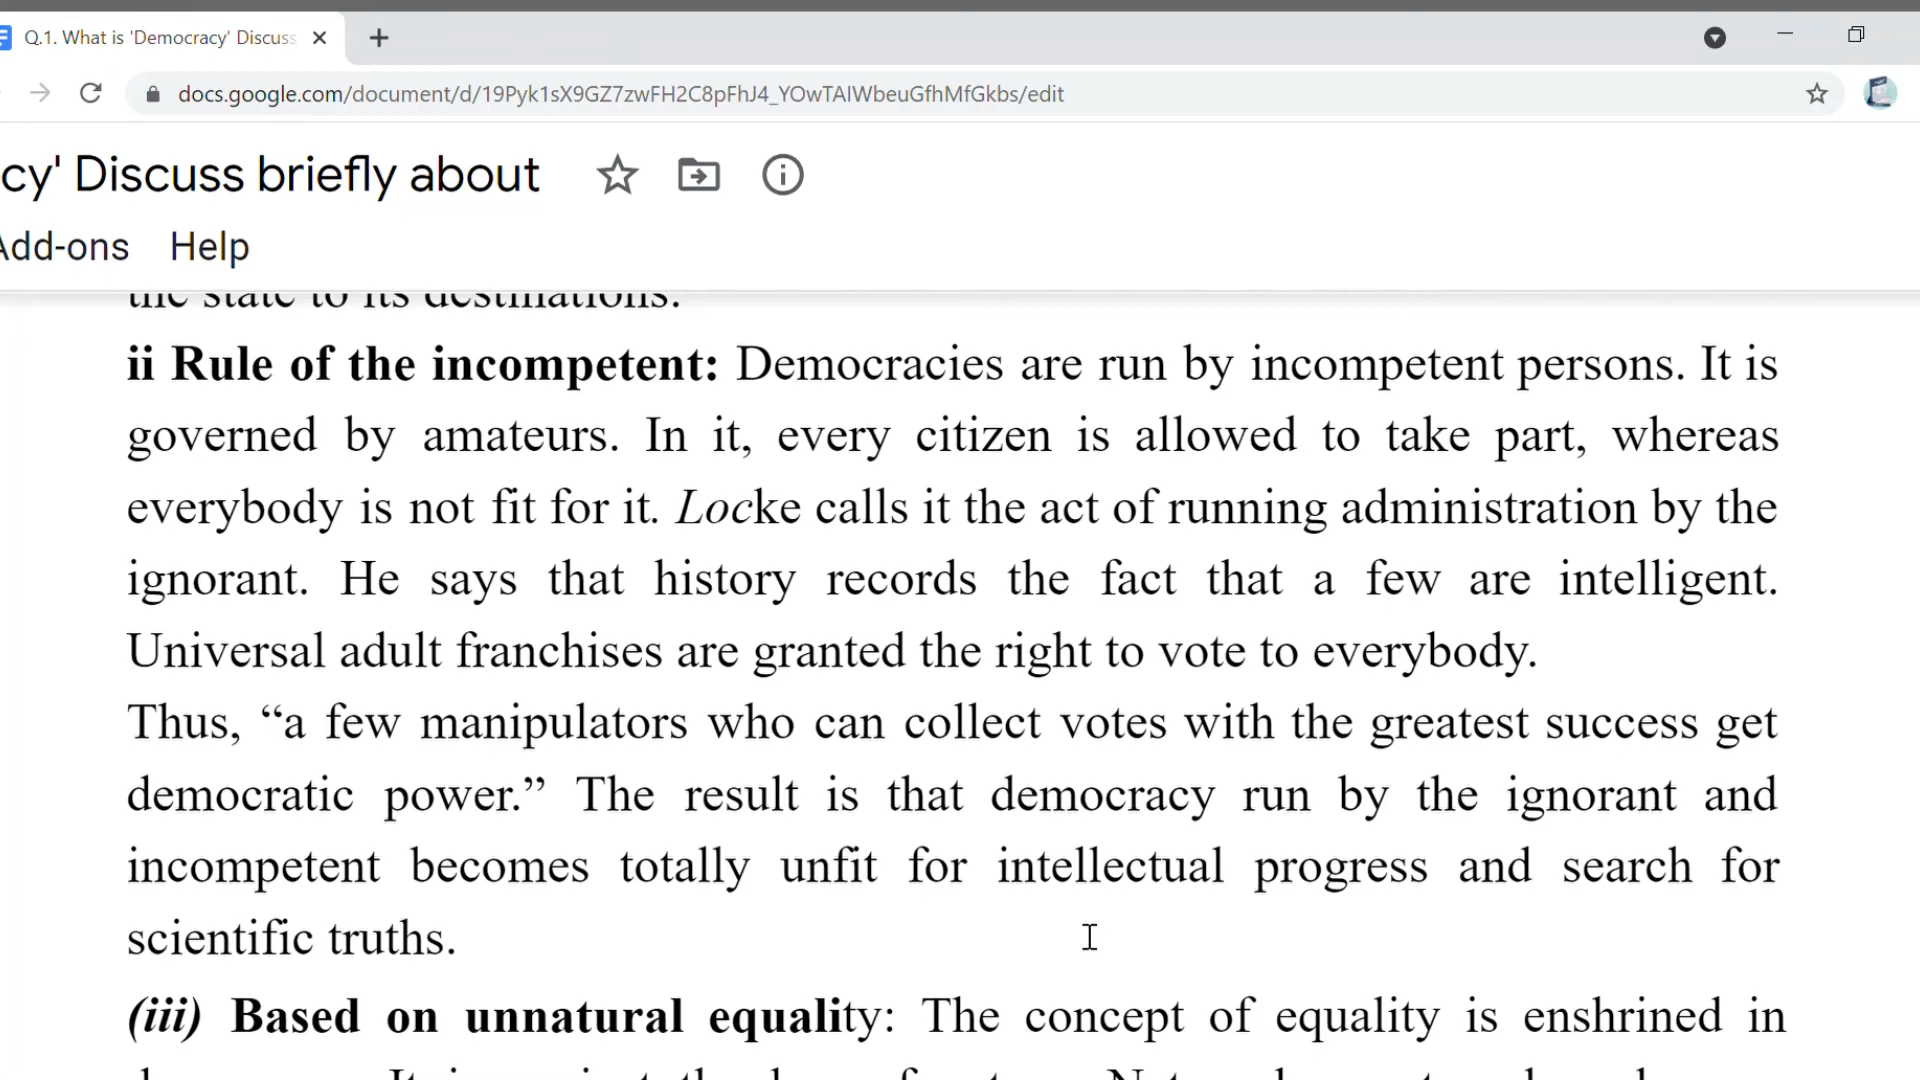 Q.1. What is 'Democracy' Discuss
docs.google.com/document/d/19Pyk1sX9GZ7zwFH2C8pFhJ4_YOwTAIWbeuGfhMfGkbs/edit
cy' Discuss briefly about
Add-ons Help
the state to its destinations.
ii Rule of the incompetent: Democracies are run by incompetent persons. It is
governed by amateurs. In it, every citizen is allowed to take part, whereas
everybody is not fit for it. Locke calls it the act of running administration by the
ignorant. He says that history records the fact that a few are intelligent.
Universal adult franchises are granted the right to vote to everybody.
Thus, “a few manipulators who can collect votes with the greatest success get
democratic power.” The result is that democracy run by the ignorant and
incompetent becomes totally unfit for intellectual progress and search for
scientific truths.
(iii) Based on unnatural equality: The concept of equality is enshrined in